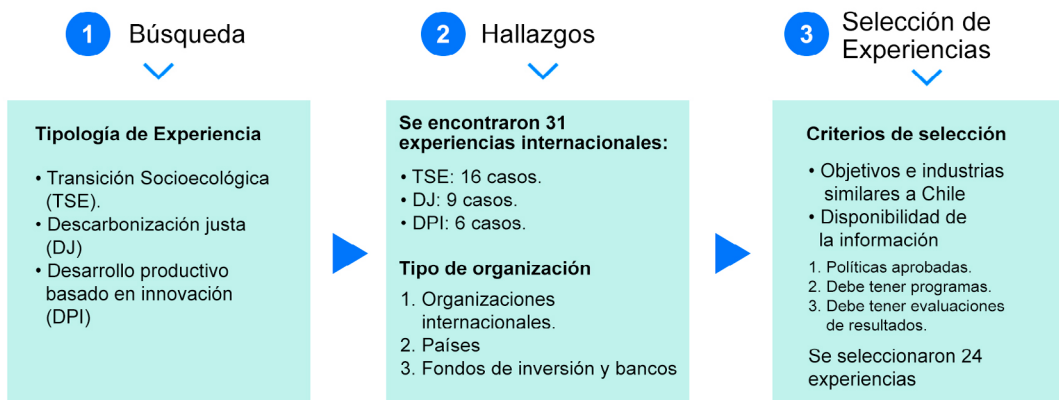 1 Búsqueda
Tipología de Experiencia
• Transición Socioecológica
(TSE).
• Descarbonización justa
(DJ)
• Desarrollo productivo
basado en innovación
(DPI)
2 Hallazgos
Se encontraron 31
experiencias internacionales:
• TSE: 16 casos.
• DJ: 9 casos.
• DPI: 6 casos.
Tipo de organización
1. Organizaciones
internacionales.
2. Países
3. Fondos de inversión y bancos
3 Selección de
Experiencias
Criterios de selección
• Objetivos e industrias
similares a Chile
• Disponibilidad de
la información
1. Políticas aprobadas.
2. Debe tener programas.
3. Debe tener evaluaciones
de resultados.
Se seleccionaron 24
experiencias